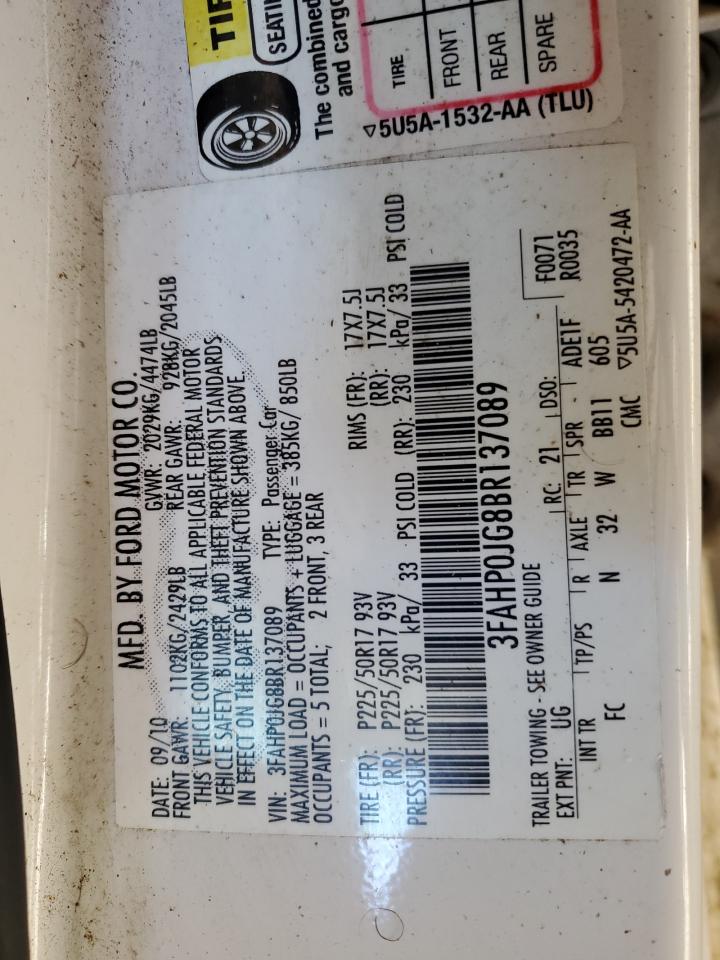 TIR
SEATI
The combined
and cargo
TIRE
FRONT
REAR
SPARE
▽5U5A-1532-AA (TLU)
MFD. BY FORD MOTOR CO.
DATE: 09/10 GVWR: 2029KG/4474LB
FRONT GAWR: 1102KG/2429LB REAR GAWR: 928KG/2045LB
THIS VEHICLE CONFORMS TO ALL APPLICABLE FEDERAL MOTOR
VEHICLE SAFETY, BUMPER, AND THEFT PREVENTION STANDARDS
IN EFFECT ON THE DATE OF MANUFACTURE SHOWN ABOVE.
VIN: 3FAHP0JG8BR137089 TYPE: Passenger Car
MAXIMUM LOAD = OCCUPANTS + LUGGAGE = 385KG/ 850LB
OCCUPANTS = 5 TOTAL; 2 FRONT, 3 REAR
TIRE (FR): P225/50R17 93V RIMS (FR): 17X7.5J
(RR): P225/50R17 93V (RR): 17X7.5J
PRESSURE (FR): 230 kPa/ 33 PSI COLD (RR): 230 kPa/ 33 PSI COLD
3FAHP0JG8BR137089
TRAILER TOWING - SEE OWNER GUIDE F0071
EXT PNT: UG RC: 21 DSO: R0035
INT TR TP/PS R AXLE TR SPR - ADE1F
FC N 32 W BB11 605
CMC ▽5U5A-5420472-AA